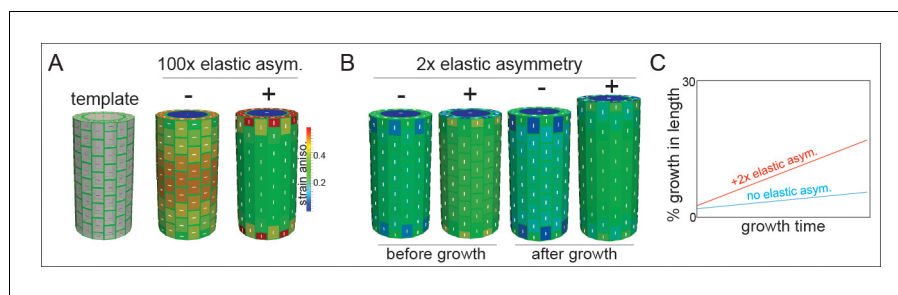 A
100x elastic asym.
template
-
+
strain aniso.
0.4
0.2
B
2x elastic asymmetry
-
+
-
+
before growth
after growth
C
30
% growth in length
+2x elastic asym.
no elastic asym.
0
growth time